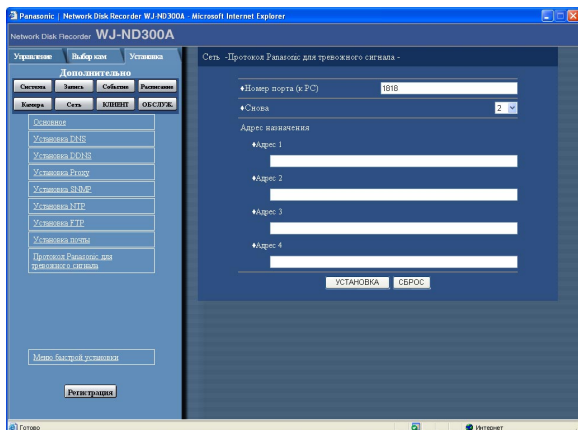 Panasonic | Network Disk Recorder WJ-ND300A - Microsoft Internet Explorer
Network Disk Recorder WJ-ND300A
Управление Выбор кам Установка
Дополнительно
Система Запись Событие Расписание
Камера Сеть КЛИЕНТ ОБСЛУЖ.
Основное
Установка DNS
Установка DDNS
Установка Proxy
Установка SNMP
Установка NTP
Установка FTP
Установка почты
Протокол Panasonic для
тревожного сигнала
Меню быстрой установки
Регистрация
Сеть -Протокол Panasonic для тревожного сигнала -
♦Номер порта (к PC) 1818
♦Снова 2
Адрес назначения
♦Адрес 1
♦Адрес 2
♦Адрес 3
♦Адрес 4
УСТАНОВКА СБРОС
Готово Интернет